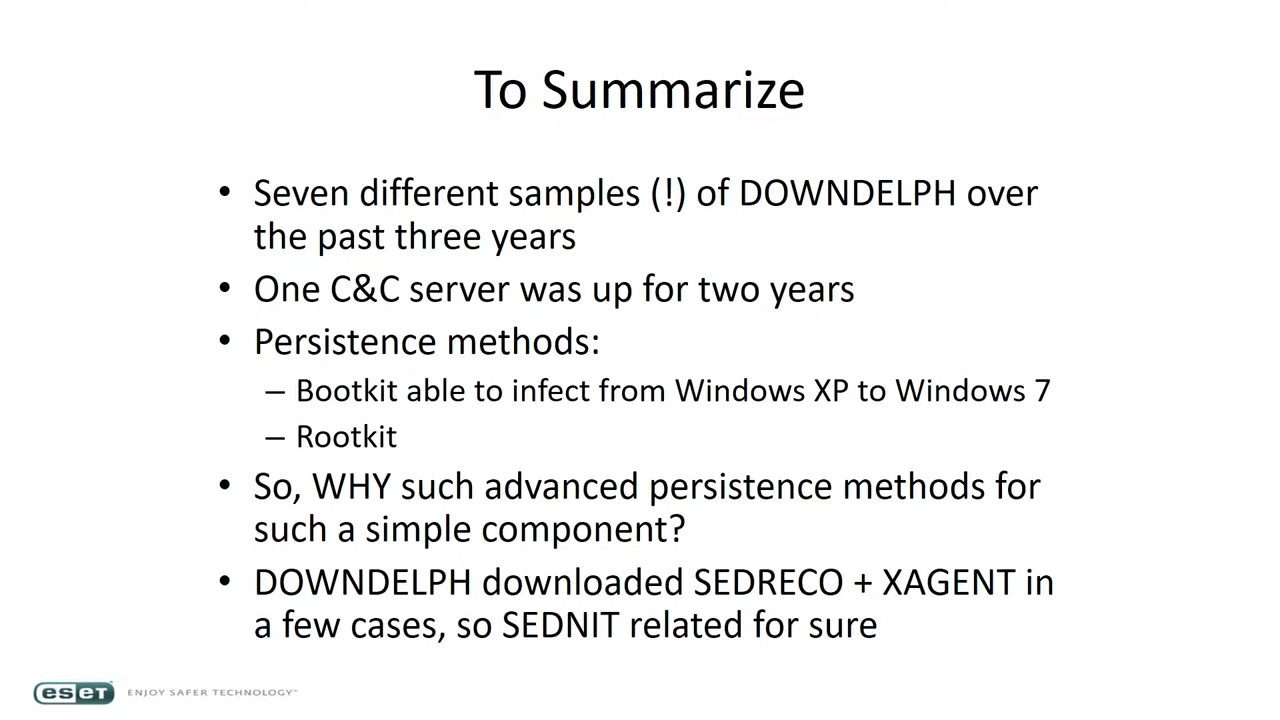 To Summarize
• Seven different samples (!) of DOWNDELPH over
the past three years
• One C&C server was up for two years
• Persistence methods:
– Bootkit able to infect from Windows XP to Windows 7
– Rootkit
• So, WHY such advanced persistence methods for
such a simple component?
• DOWNDELPH downloaded SEDRECO + XAGENT in
a few cases, so SEDNIT related for sure
eseT ENJOY SAFER TECHNOLOGY™